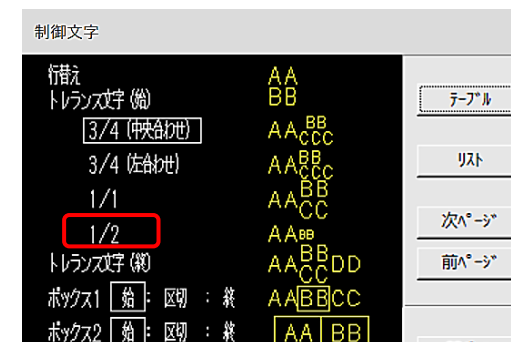 制御文字
行替え AA
BB
トレランス文字 (始)
3/4 (中央合わせ) AA BB
CCC
3/4 (左合わせ) AA BB
CCC
1/1 AA BB
CC
1/2 AA BB
トレランス文字 (終) AA BB DD
CC
ボックス1 始 : 区切 : 終 AA BB CC
ボックス2 始 : 区切 : 終 AA BB
テーブル
リスト
次ページ
前ページ